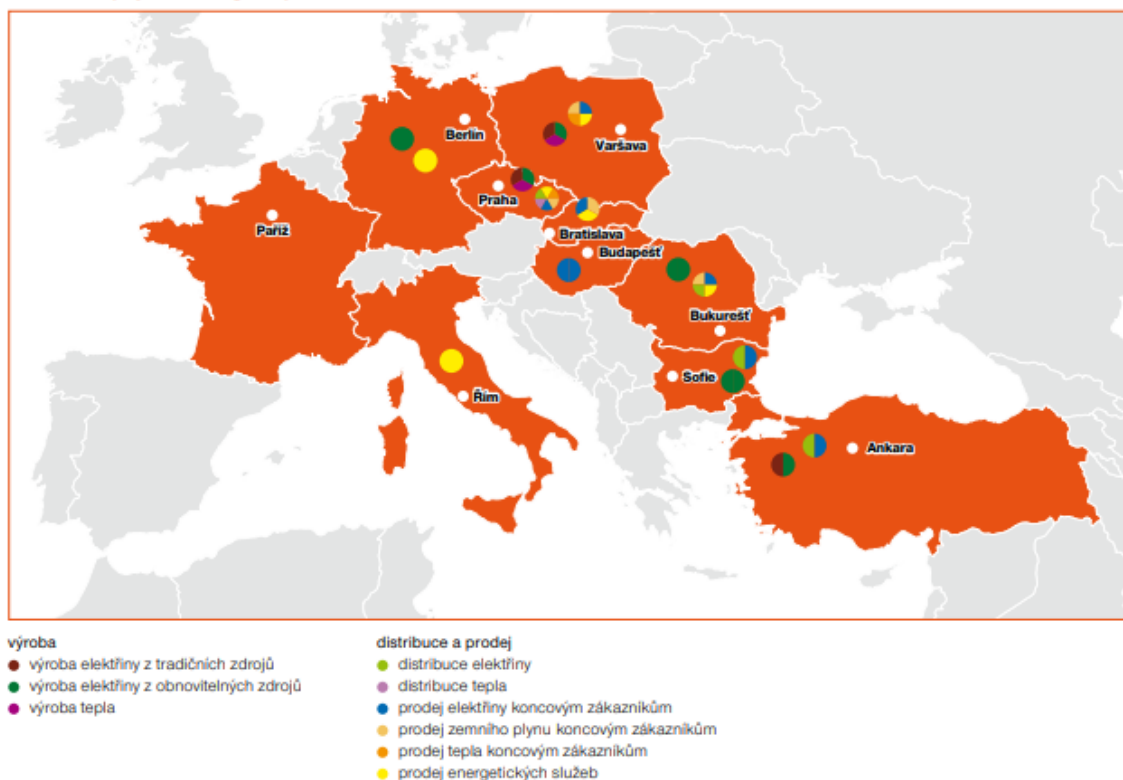 Berlín
Varšava
Praha
Paříž
Bratislava
Budapešť
Bukurešť
Sofie
Řím
Ankara
výroba
výroba elektřiny z tradičních zdrojů
výroba elektřiny z obnovitelných zdrojů
výroba tepla
distribuce a prodej
distribuce elektřiny
distribuce tepla
prodej elektřiny koncovým zákazníkům
prodej zemního plynu koncovým zákazníkům
prodej tepla koncovým zákazníkům
prodej energetických služeb